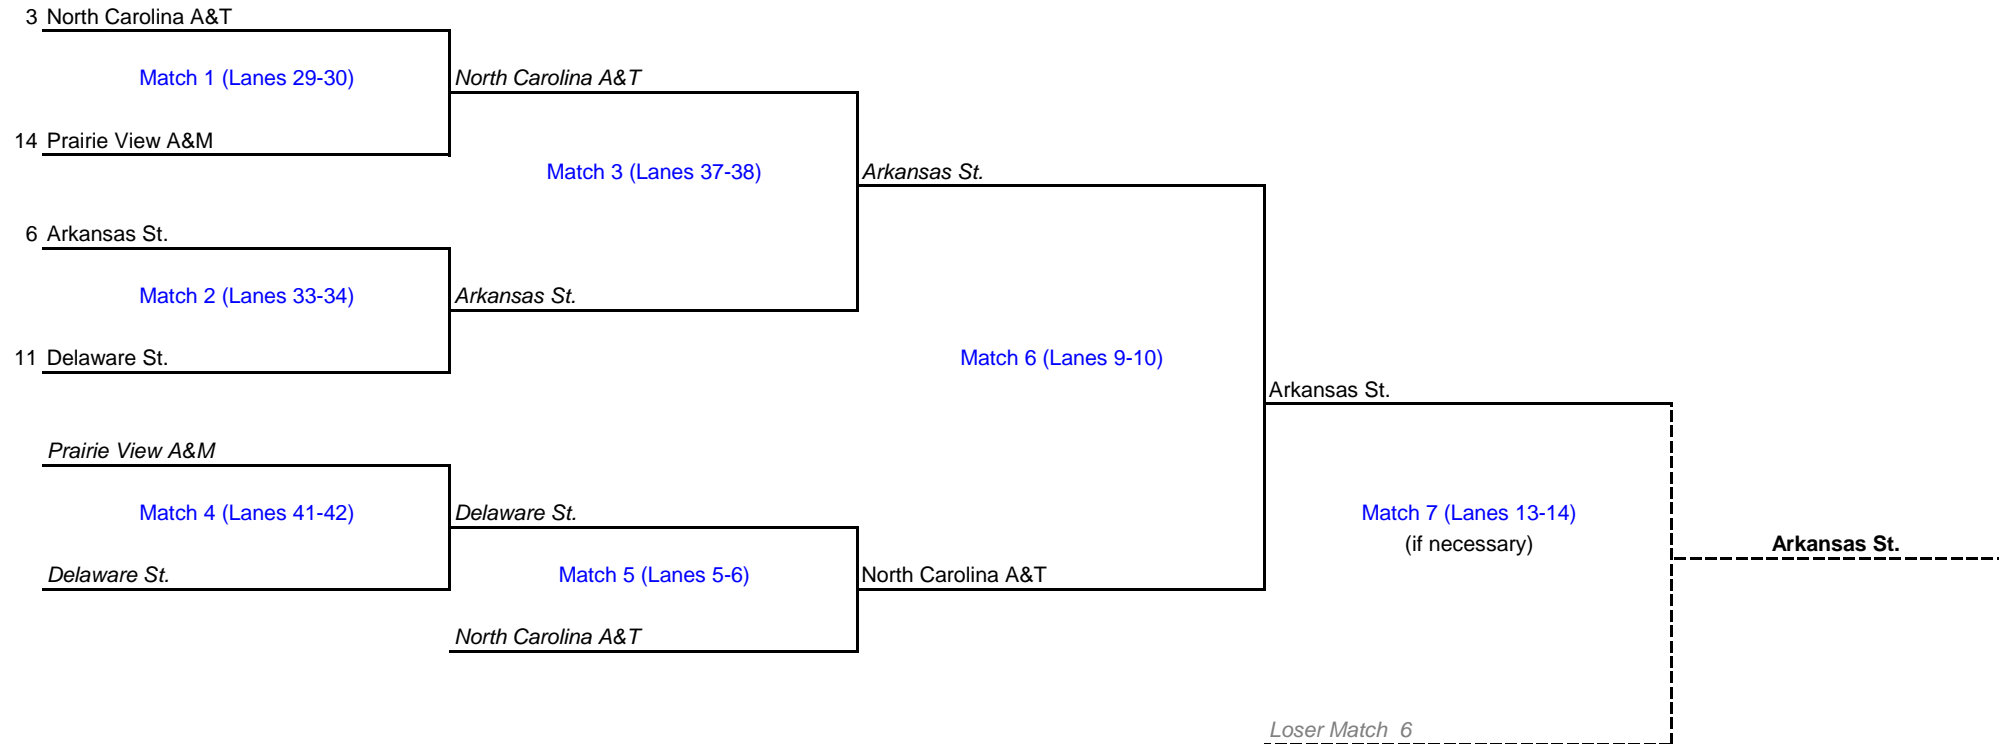 3 North Carolina A&T
Match 1 (Lanes 29-30)
North Carolina A&T
14 Prairie View A&M
Match 3 (Lanes 37-38)
Arkansas St.
6 Arkansas St.
Match 2 (Lanes 33-34)
Arkansas St.
11 Delaware St.
Match 6 (Lanes 9-10)
Arkansas St.
Prairie View A&M
Match 4 (Lanes 41-42)
Delaware St.
Match 7 (Lanes 13-14)
(if necessary)
Arkansas St.
Delaware St.
Match 5 (Lanes 5-6)
North Carolina A&T
North Carolina A&T
Loser Match 6